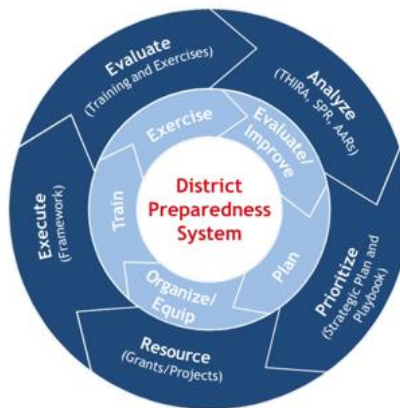 District
Preparedness
System
Evaluate
(Training and Exercises)
Analyze
(THIRA, SPR, AARs)
Prioritize
(Strategic Plan and
Playbook)
Resource
(Grants/Projects)
Execute
(Framework)
Exercise
Evaluate/
Improve
Plan
Organize/
Equip
Train